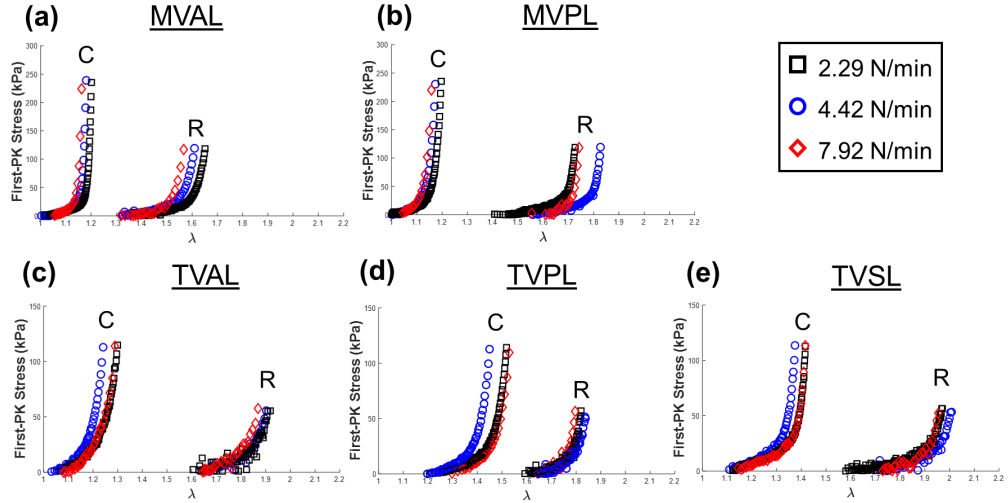 (a) MVAL
First-PK Stress (kPa)
300
250
200
150
100
50
0
C
R
1 1.1 1.2 1.3 1.4 1.5 1.6 1.7 1.8 1.9 2 2.1 2.2
λ
(b) MVPL
First-PK Stress (kPa)
300
250
200
150
100
50
0
C
R
1 1.1 1.2 1.3 1.4 1.5 1.6 1.7 1.8 1.9 2 2.1 2.2
λ
2.29 N/min
4.42 N/min
7.92 N/min
(c) TVAL
First-PK Stress (kPa)
150
100
50
0
C
R
1 1.1 1.2 1.3 1.4 1.5 1.6 1.7 1.8 1.9 2 2.1 2.2
λ
(d) TVPL
First-PK Stress (kPa)
150
100
50
0
C
R
1 1.1 1.2 1.3 1.4 1.5 1.6 1.7 1.8 1.9 2 2.1 2.2
λ
(e) TVSL
First-PK Stress (kPa)
150
100
50
0
C
R
1 1.1 1.2 1.3 1.4 1.5 1.6 1.7 1.8 1.9 2 2.1 2.2
λ